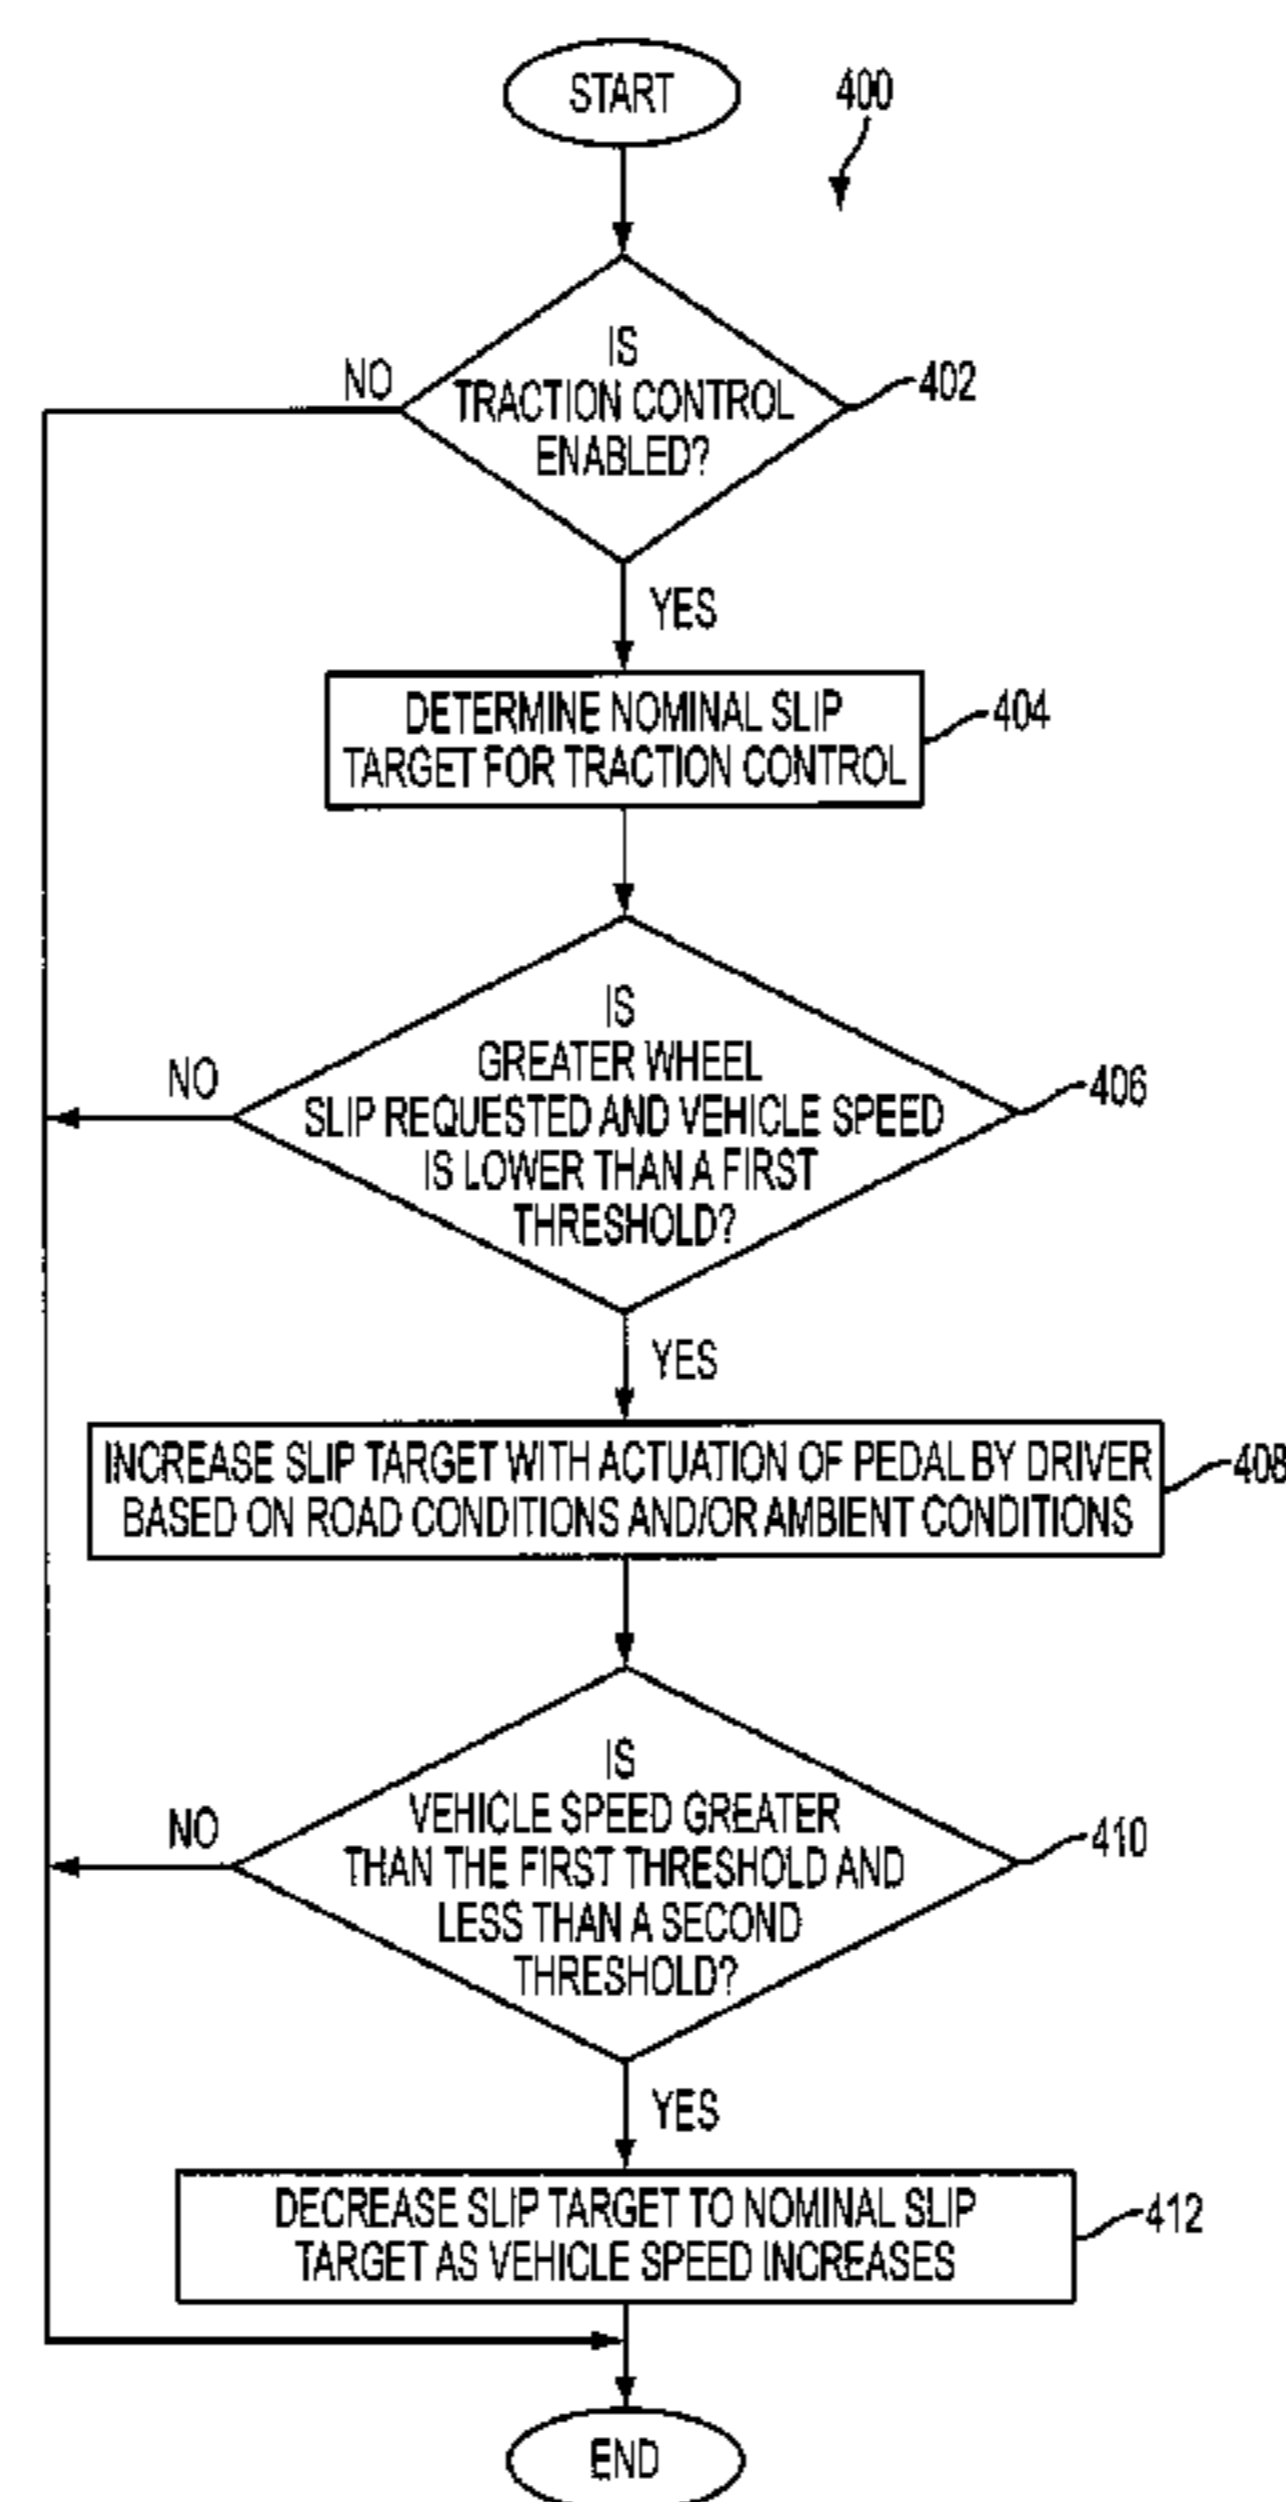 START
400
IS
TRACTION CONTROL
ENABLED?
NO
402
YES
DETERMINE NOMINAL SLIP
TARGET FOR TRACTION CONTROL
404
IS
GREATER WHEEL
SLIP REQUESTED AND VEHICLE SPEED
IS LOWER THAN A FIRST
THRESHOLD?
NO
406
YES
INCREASE SLIP TARGET WITH ACTUATION OF PEDAL BY DRIVER
BASED ON ROAD CONDITIONS AND/OR AMBIENT CONDITIONS
408
IS
VEHICLE SPEED GREATER
THAN THE FIRST THRESHOLD AND
LESS THAN A SECOND
THRESHOLD?
NO
410
YES
DECREASE SLIP TARGET TO NOMINAL SLIP
TARGET AS VEHICLE SPEED INCREASES
412
END